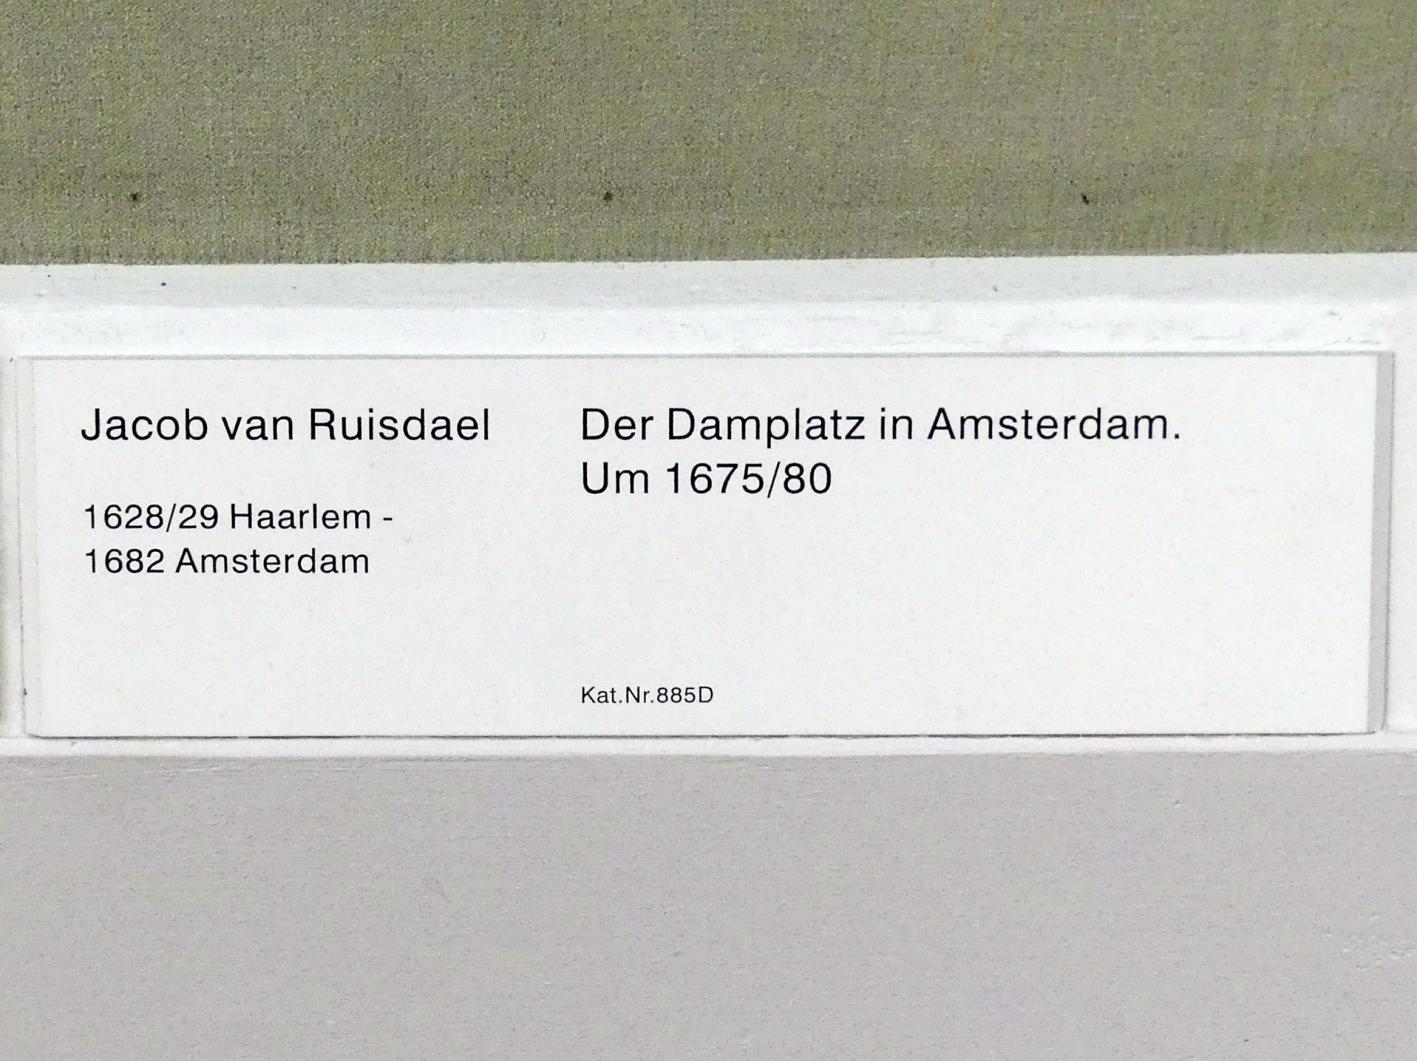 Jacob van Ruisdael
1628/29 Haarlem -
1682 Amsterdam
Der Damplatz in Amsterdam.
Um 1675/80
Kat.Nr.885D